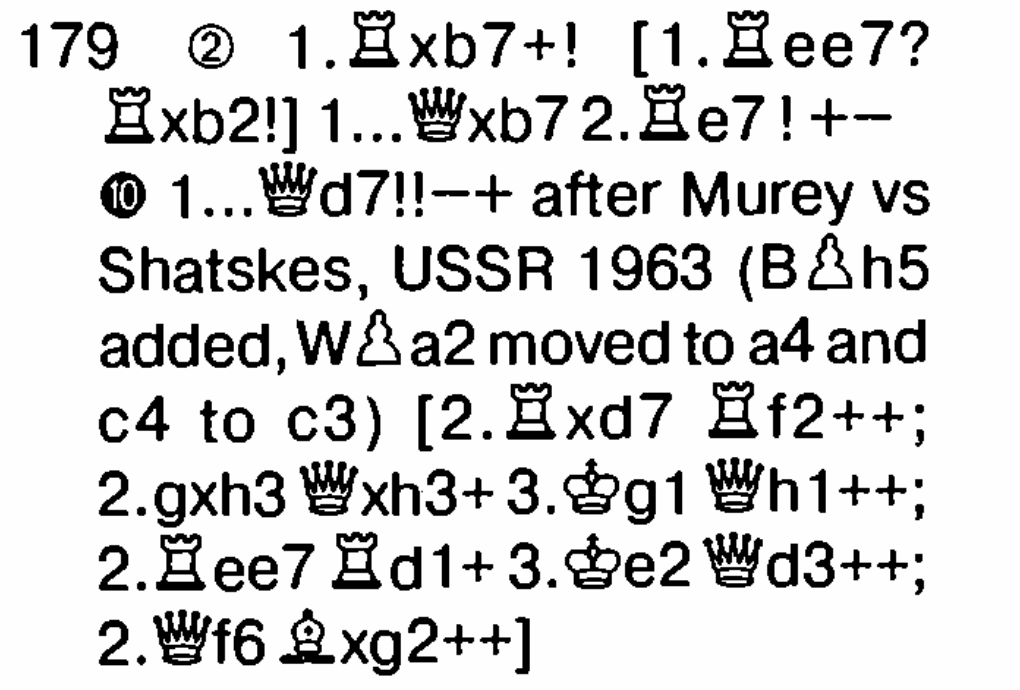 179 ② 1.♖xb7+! [1.♖ee7?
♖xb2!] 1...♕xb7 2.♖e7! +−
❿ 1...♕d7!!−+ after Murey vs
Shatskes, USSR 1963 (B♙h5
added, W♙a2 moved to a4 and
c4 to c3) [2.♖xd7 ♖f2++;
2.gxh3 ♕xh3+ 3.♔g1 ♕h1++;
2.♖ee7 ♖d1+ 3.♔e2 ♕d3++;
2.♕f6 ♗xg2++]